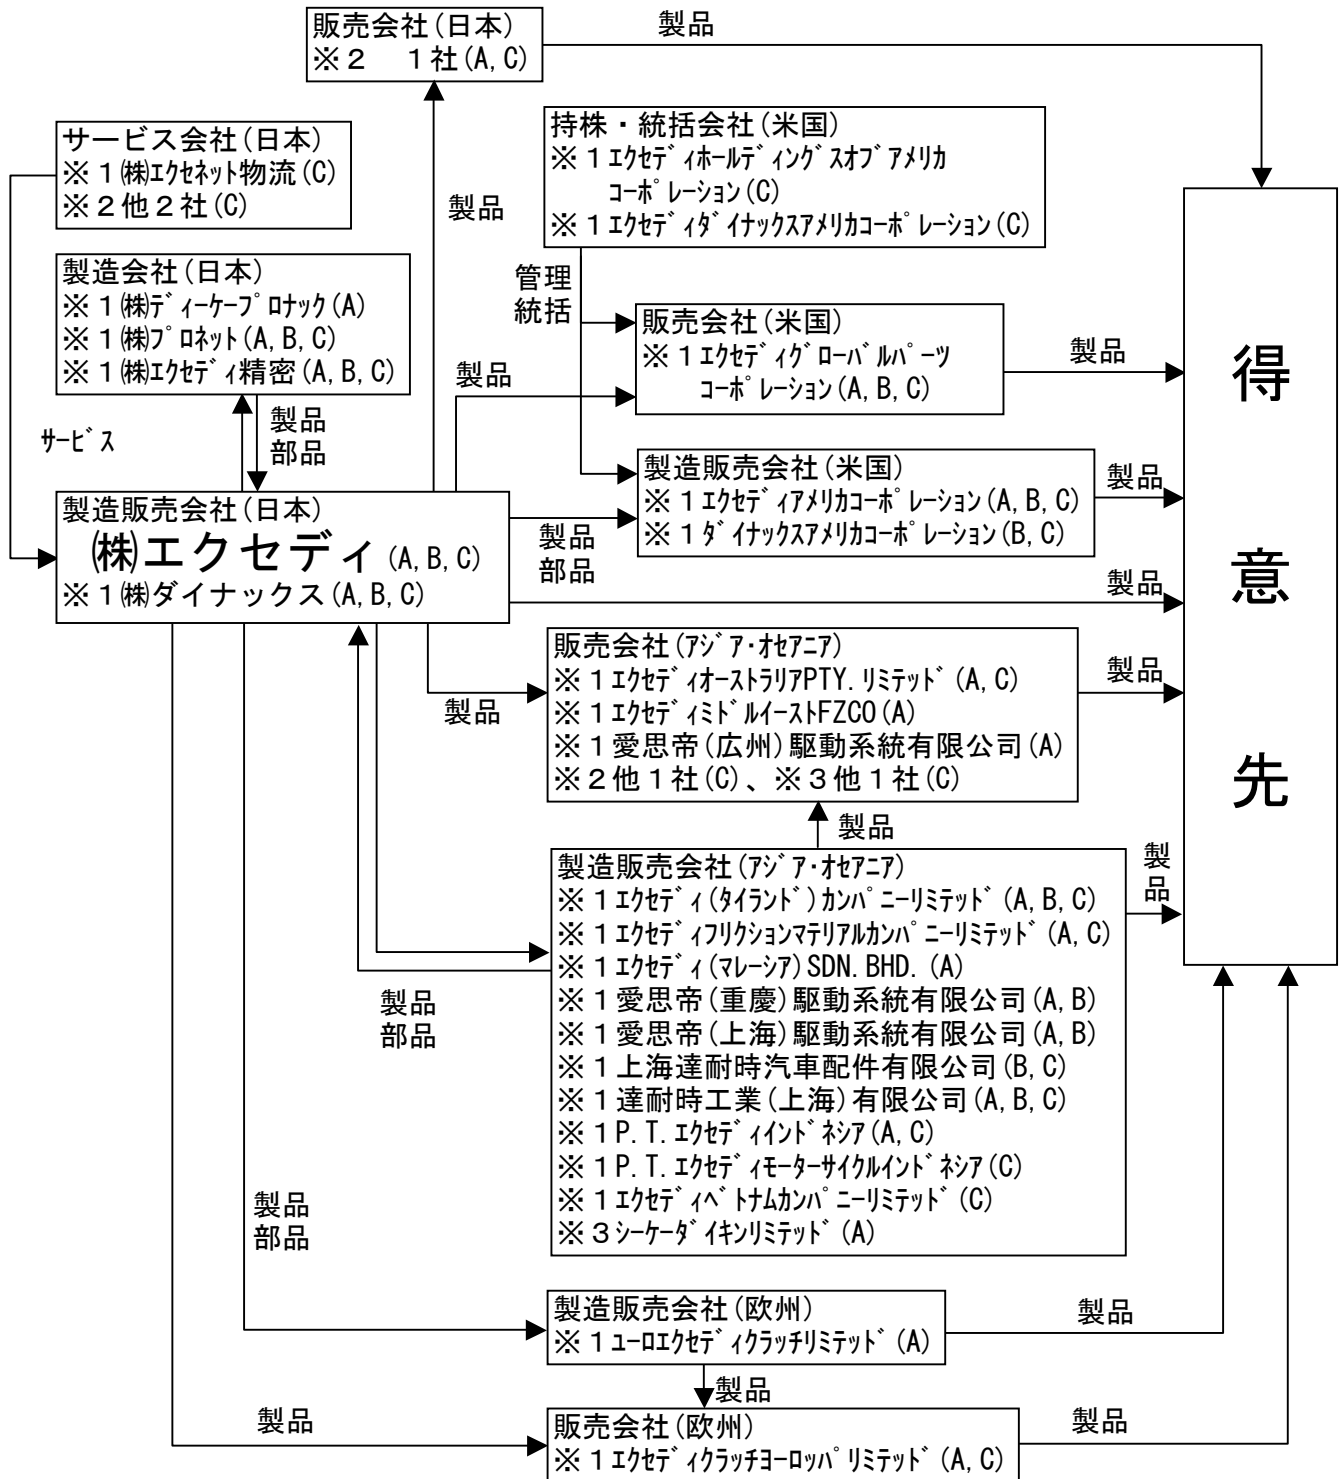 販売会社(日本)
※2 1社(A,C)
製品
サービス会社(日本)
※1㈱エクセネット物流(C)
※2他2社(C)
製品
持株・統括会社(米国)
※1エクセディホールディングスオブアメリカ
コーポレーション(C)
※1エクセディダイナックスアメリカコーポレーション(C)
製造会社(日本)
※1㈱ディーケープロナック(A)
※1㈱プロネット(A,B,C)
※1㈱エクセディ精密(A,B,C)
管理
統括
販売会社(米国)
※1エクセディグローバルパーツ
コーポレーション(A,B,C)
製品
製品
得意先
サービス
製品
部品
製造販売会社(米国)
※1エクセディアメリカコーポレーション(A,B,C)
※1ダイナックスアメリカコーポレーション(B,C)
製品
製造販売会社(日本)
㈱エクセディ(A,B,C)
※1㈱ダイナックス(A,B,C)
製品
部品
製品
販売会社(アジア・オセアニア)
※1エクセディオーストラリアPTY.リミテッド(A,C)
※1エクセディミドルイーストFZCO(A)
※1愛思帝(広州)駆動系統有限公司(A)
※2他1社(C)、※3他1社(C)
製品
製品
製品
製造販売会社(アジア・オセアニア)
※1エクセディ(タイランド)カンパニーリミテッド(A,B,C)
※1エクセディフリクションマテリアルカンパニーリミテッド(A,C)
※1エクセディ(マレーシア)SDN.BHD.(A)
※1愛思帝(重慶)駆動系統有限公司(A,B)
※1愛思帝(上海)駆動系統有限公司(A,B)
※1上海達耐時汽車配件有限公司(B,C)
※1達耐時工業(上海)有限公司(A,B,C)
※1P.T.エクセディインドネシア(A,C)
※1P.T.エクセディモーターサイクルインドネシア(C)
※1エクセディベトナムカンパニーリミテッド(C)
※3シーケーダイキンリミテッド(A)
製品
製品
部品
製品
部品
製造販売会社(欧州)
※1ユーロエクセディクラッチリミテッド(A)
製品
製品
製品
販売会社(欧州)
※1エクセディクラッチヨーロッパリミテッド(A,C)
製品